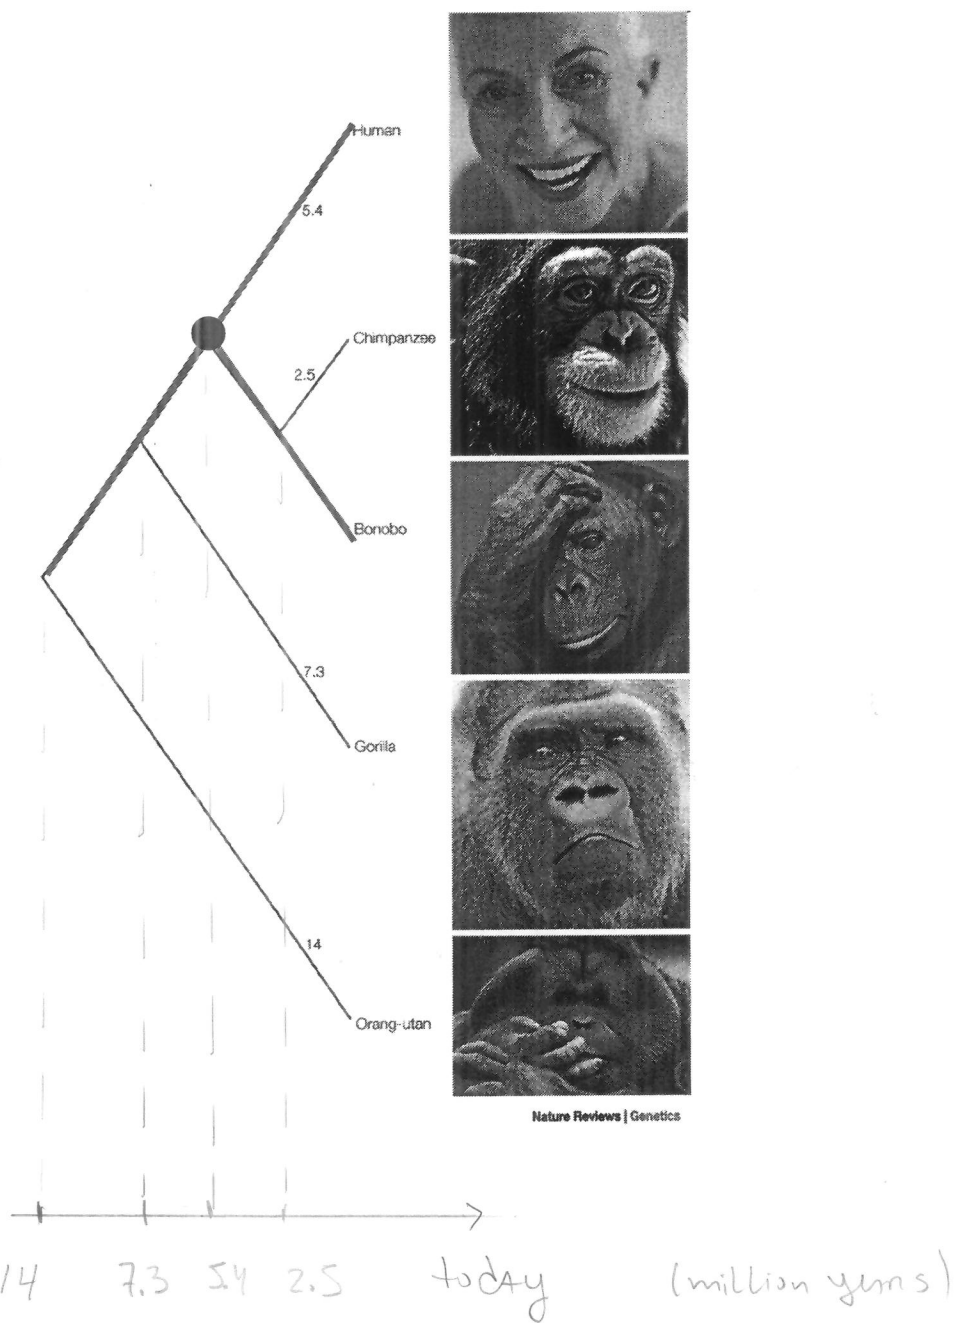 Human
5.4
Chimpanzee
2.5
Bonobo
7.3
Gorilla
14
Orang-utan
Nature Reviews | Genetics
14 7.3 5.4 2.5 today (million years)